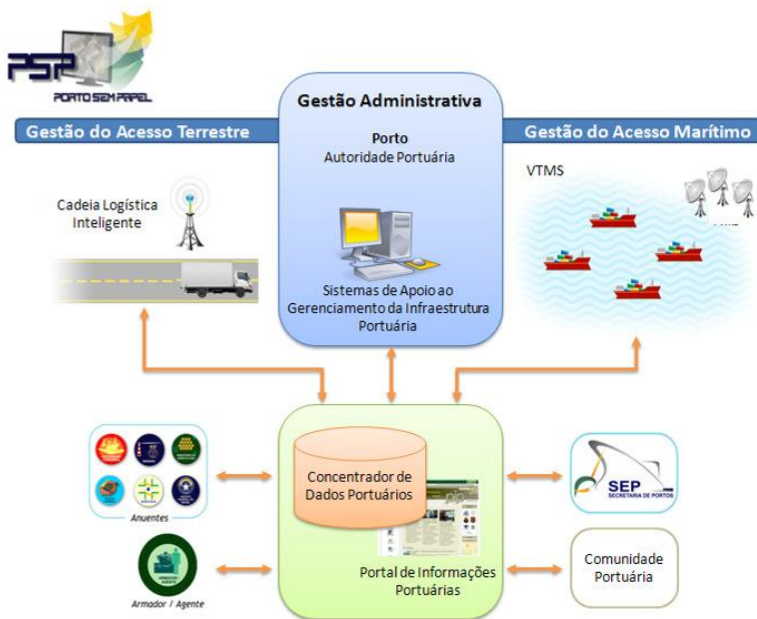 PSP
PORTO SEM PAPEL
Gestão Administrativa
Gestão do Acesso Terrestre
Porto
Autoridade Portuária
Gestão do Acesso Marítimo
VTMS
Cadeia Logística
Inteligente
Sistemas de Apoio ao
Gerenciamento da Infraestrutura
Portuária
Concentrador de
Dados Portuários
Anuentes
SEP
SECRETARIA DE PORTOS
Portal de Informações
Portuárias
Armador / Agente
Comunidade
Portuária